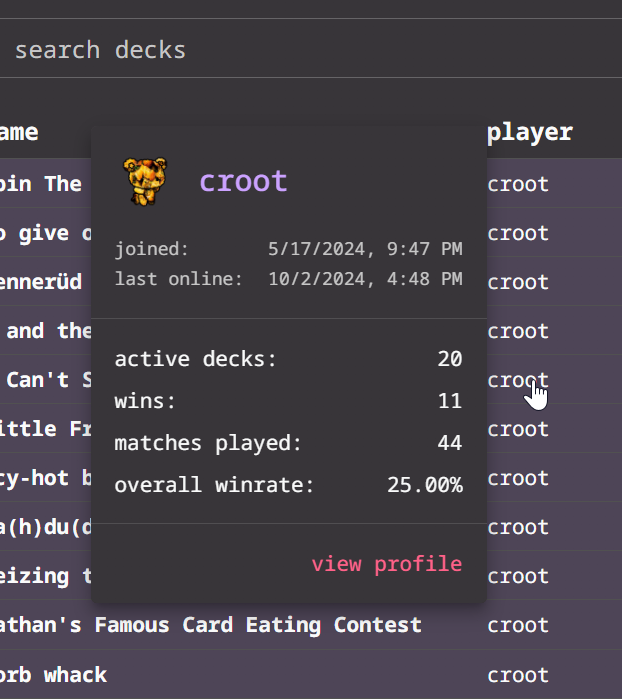 search decks
ame player
croot
joined: 5/17/2024, 9:47 PM
last online: 10/2/2024, 4:48 PM
active decks: 20
wins: 11
matches played: 44
overall winrate: 25.00%
view profile
pin The croot
o give croot
ennerüd croot
and the croot
Can't S croot
ittle Fr croot
cy-hot b croot
a(h)du(d croot
eizing t croot
athan's Famous Card Eating Contest croot
orb whack croot